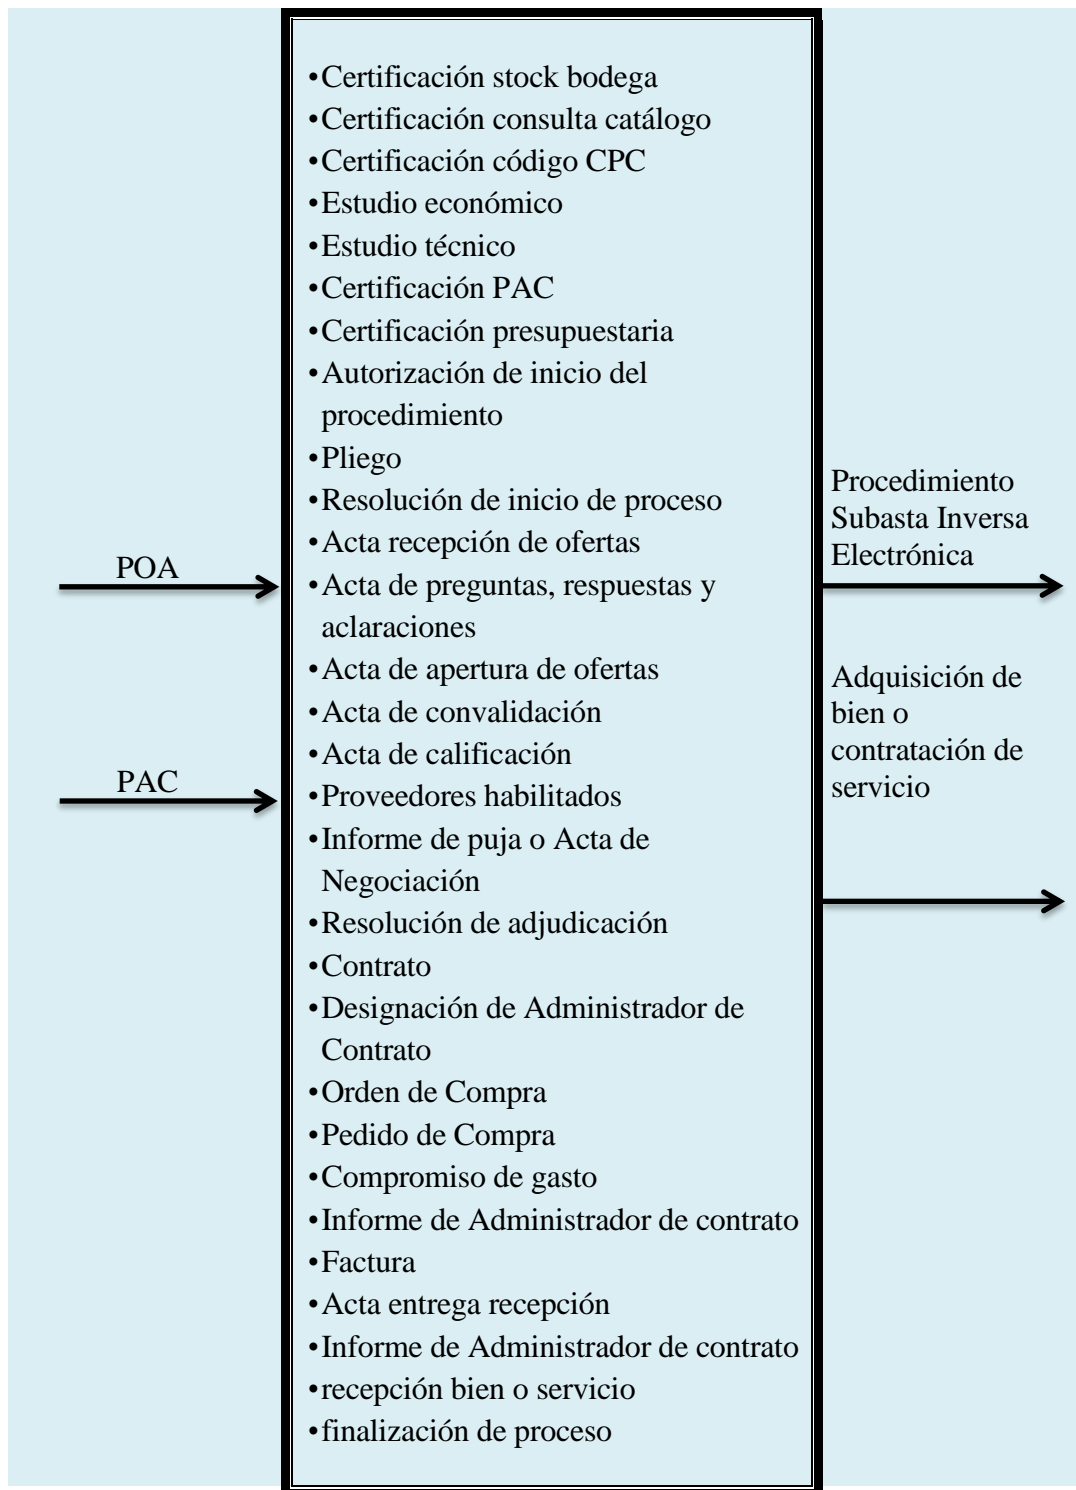 POA
PAC
•Certificación stock bodega
•Certificación consulta catálogo
•Certificación código CPC
•Estudio económico
•Estudio técnico
•Certificación PAC
•Certificación presupuestaria
•Autorización de inicio del
procedimiento
•Pliego
•Resolución de inicio de proceso
•Acta recepción de ofertas
•Acta de preguntas, respuestas y
aclaraciones
•Acta de apertura de ofertas
•Acta de convalidación
•Acta de calificación
•Proveedores habilitados
•Informe de puja o Acta de
Negociación
•Resolución de adjudicación
•Contrato
•Designación de Administrador de
Contrato
•Orden de Compra
•Pedido de Compra
•Compromiso de gasto
•Informe de Administrador de contrato
•Factura
•Acta entrega recepción
•Informe de Administrador de contrato
•recepción bien o servicio
•finalización de proceso
Procedimiento
Subasta Inversa
Electrónica
Adquisición de
bien o
contratación de
servicio